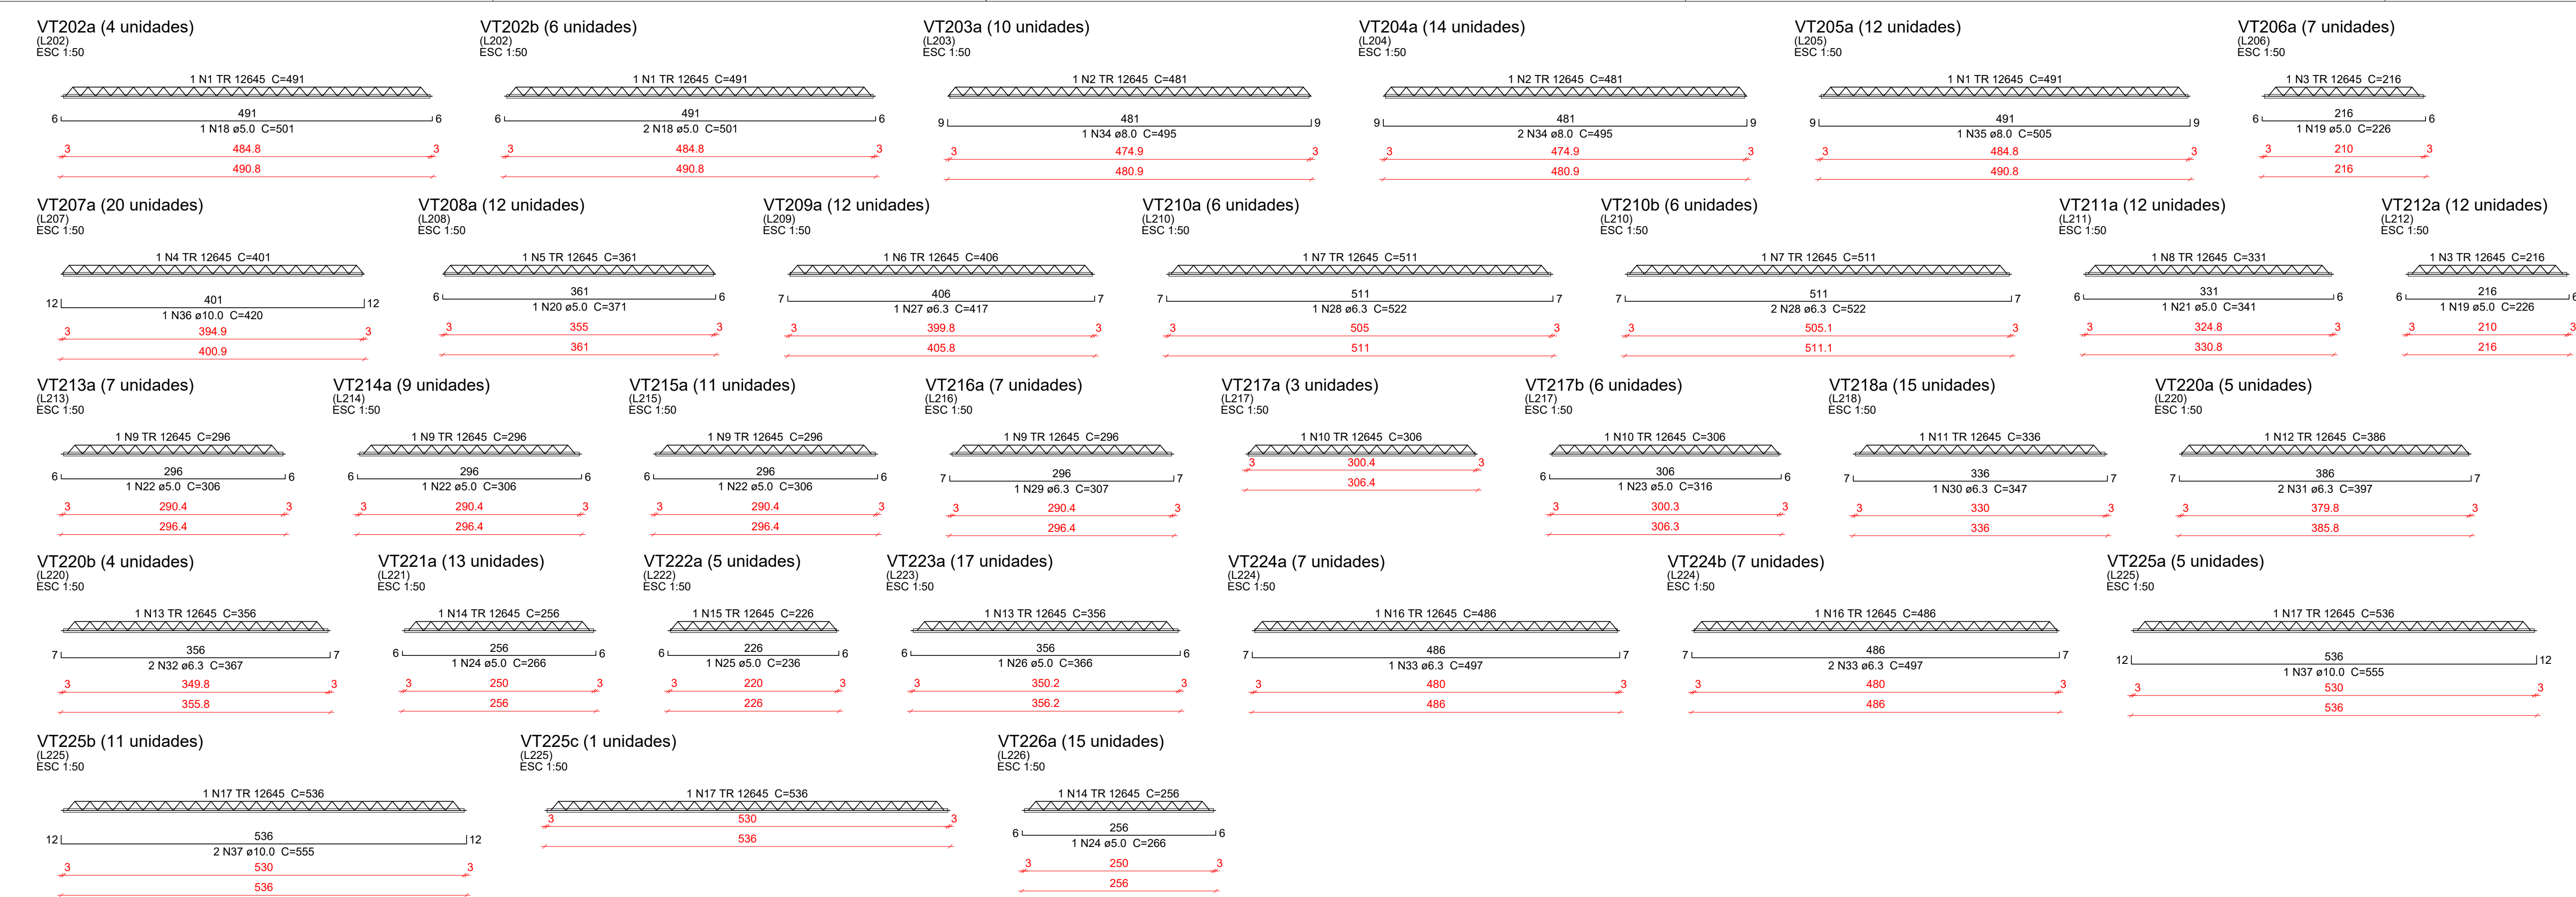 VT202a (4 unidades)
(L202)
ESC 1:50
1 N1 TR 12645 C=491
491
6
6
1 N18 ø5.0 C=501
3
484.8
3
490.8
VT202b (6 unidades)
(L202)
ESC 1:50
1 N1 TR 12645 C=491
491
6
6
2 N18 ø5.0 C=501
3
484.8
3
490.8
VT203a (10 unidades)
(L203)
ESC 1:50
1 N2 TR 12645 C=481
481
9
9
1 N34 ø8.0 C=495
3
474.9
3
480.9
VT204a (14 unidades)
(L204)
ESC 1:50
1 N2 TR 12645 C=481
481
9
9
2 N34 ø8.0 C=495
3
474.9
3
480.9
VT205a (12 unidades)
(L205)
ESC 1:50
1 N1 TR 12645 C=491
491
9
9
1 N35 ø8.0 C=505
3
484.8
3
490.8
VT206a (7 unidades)
(L206)
ESC 1:50
1 N3 TR 12645 C=216
216
6
6
1 N19 ø5.0 C=226
3
210
3
216
VT207a (20 unidades)
(L207)
ESC 1:50
1 N4 TR 12645 C=401
401
12
12
1 N36 ø10.0 C=420
3
394.9
3
400.9
VT208a (12 unidades)
(L208)
ESC 1:50
1 N5 TR 12645 C=361
361
6
6
1 N20 ø5.0 C=371
3
355
3
361
VT209a (12 unidades)
(L209)
ESC 1:50
1 N6 TR 12645 C=406
406
7
7
1 N27 ø6.3 C=417
3
399.8
3
405.8
VT210a (6 unidades)
(L210)
ESC 1:50
1 N7 TR 12645 C=511
511
7
7
1 N28 ø6.3 C=522
3
505
3
511
VT210b (6 unidades)
(L210)
ESC 1:50
1 N7 TR 12645 C=511
511
7
7
2 N28 ø6.3 C=522
3
505.1
3
511.1
VT211a (12 unidades)
(L211)
ESC 1:50
1 N8 TR 12645 C=331
331
6
6
1 N21 ø5.0 C=341
3
324.8
3
330.8
VT212a (12 unidades)
(L212)
ESC 1:50
1 N3 TR 12645 C=216
216
6
6
1 N19 ø5.0 C=226
3
210
3
216
VT213a (7 unidades)
(L213)
ESC 1:50
1 N9 TR 12645 C=296
296
6
6
1 N22 ø5.0 C=306
3
290.4
3
296.4
VT214a (9 unidades)
(L214)
ESC 1:50
1 N9 TR 12645 C=296
296
6
6
1 N22 ø5.0 C=306
3
290.4
3
296.4
VT215a (11 unidades)
(L215)
ESC 1:50
1 N9 TR 12645 C=296
296
6
6
1 N22 ø5.0 C=306
3
290.4
3
296.4
VT216a (7 unidades)
(L216)
ESC 1:50
1 N9 TR 12645 C=296
296
7
7
1 N29 ø6.3 C=307
3
290.4
3
296.4
VT217a (3 unidades)
(L217)
ESC 1:50
1 N10 TR 12645 C=306
3
300.4
3
306.4
VT217b (6 unidades)
(L217)
ESC 1:50
1 N10 TR 12645 C=306
306
6
6
1 N23 ø5.0 C=316
3
300.3
3
306.3
VT218a (15 unidades)
(L218)
ESC 1:50
1 N11 TR 12645 C=336
336
7
7
1 N30 ø6.3 C=347
3
330
3
336
VT220a (5 unidades)
(L220)
ESC 1:50
1 N12 TR 12645 C=386
386
7
7
2 N31 ø6.3 C=397
3
379.8
3
385.8
VT220b (4 unidades)
(L220)
ESC 1:50
1 N13 TR 12645 C=356
356
7
7
2 N32 ø6.3 C=367
3
349.8
3
355.8
VT221a (13 unidades)
(L221)
ESC 1:50
1 N14 TR 12645 C=256
256
6
6
1 N24 ø5.0 C=266
3
250
3
256
VT222a (5 unidades)
(L222)
ESC 1:50
1 N15 TR 12645 C=226
226
6
6
1 N25 ø5.0 C=236
3
220
3
226
VT223a (17 unidades)
(L223)
ESC 1:50
1 N13 TR 12645 C=356
356
6
6
1 N26 ø5.0 C=366
3
350.2
3
356.2
VT224a (7 unidades)
(L224)
ESC 1:50
1 N16 TR 12645 C=486
486
7
7
1 N33 ø6.3 C=497
3
480
3
486
VT224b (7 unidades)
(L224)
ESC 1:50
1 N16 TR 12645 C=486
486
7
7
2 N33 ø6.3 C=497
3
480
3
486
VT225a (5 unidades)
(L225)
ESC 1:50
1 N17 TR 12645 C=536
536
12
12
1 N37 ø10.0 C=555
3
530
3
536
VT225b (11 unidades)
(L225)
ESC 1:50
1 N17 TR 12645 C=536
536
12
12
2 N37 ø10.0 C=555
3
530
3
536
VT225c (1 unidades)
(L225)
ESC 1:50
1 N17 TR 12645 C=536
3
530
3
536
VT226a (15 unidades)
(L226)
ESC 1:50
1 N14 TR 12645 C=256
256
6
6
1 N24 ø5.0 C=266
3
250
3
256